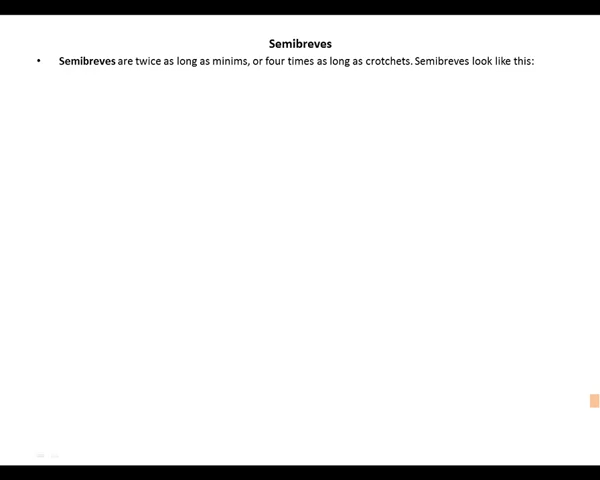 Semibreves
• Semibreves are twice as long as minims, or four times as long as crotchets. Semibreves look like this: